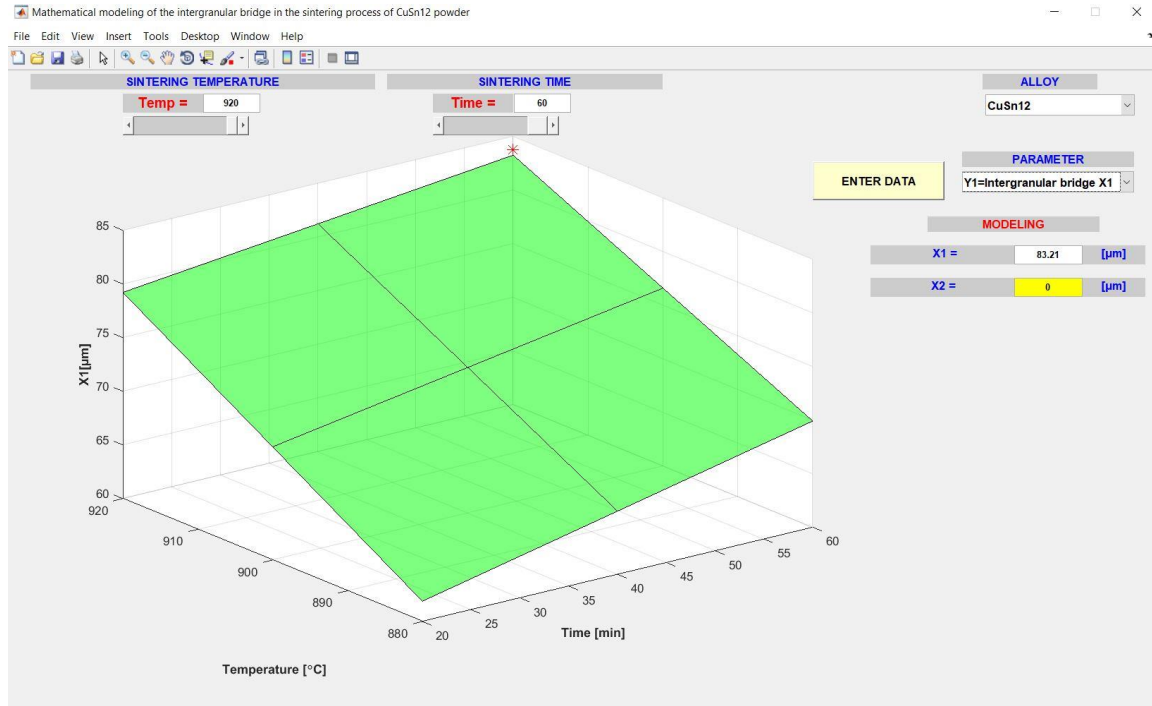 Mathematical modeling of the intergranular bridge in the sintering process of CuSn12 powder
File Edit View Insert Tools Desktop Window Help
SINTERING TEMPERATURE
Temp = 920
SINTERING TIME
Time = 60
ALLOY
CuSn12
PARAMETER
Y1=Intergranular bridge X1
ENTER DATA
MODELING
X1 = 83.21 [µm]
X2 = 0 [µm]
85
80
75
70
65
60
X1[µm]
920
910
900
890
880
Temperature [°C]
20
25
30
35
40
45
50
55
60
Time [min]